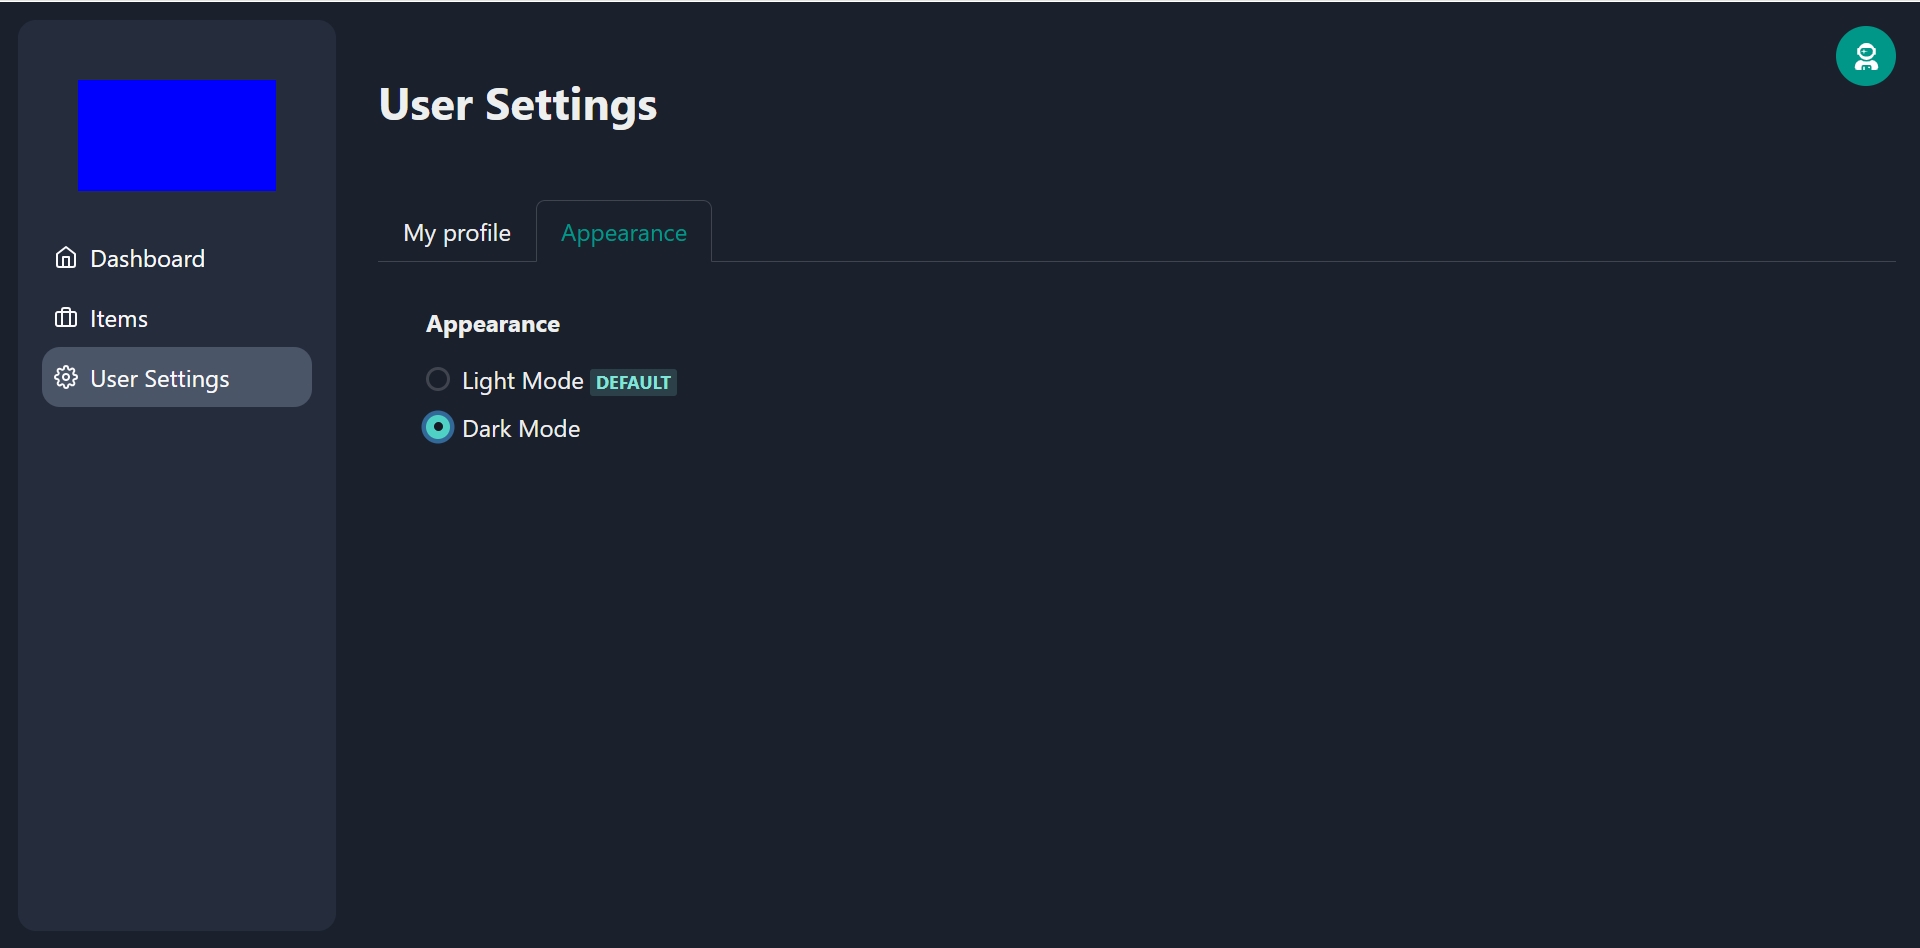 User Settings
Dashboard
Items
User Settings
My profile
Appearance
Appearance
Light Mode DEFAULT
Dark Mode